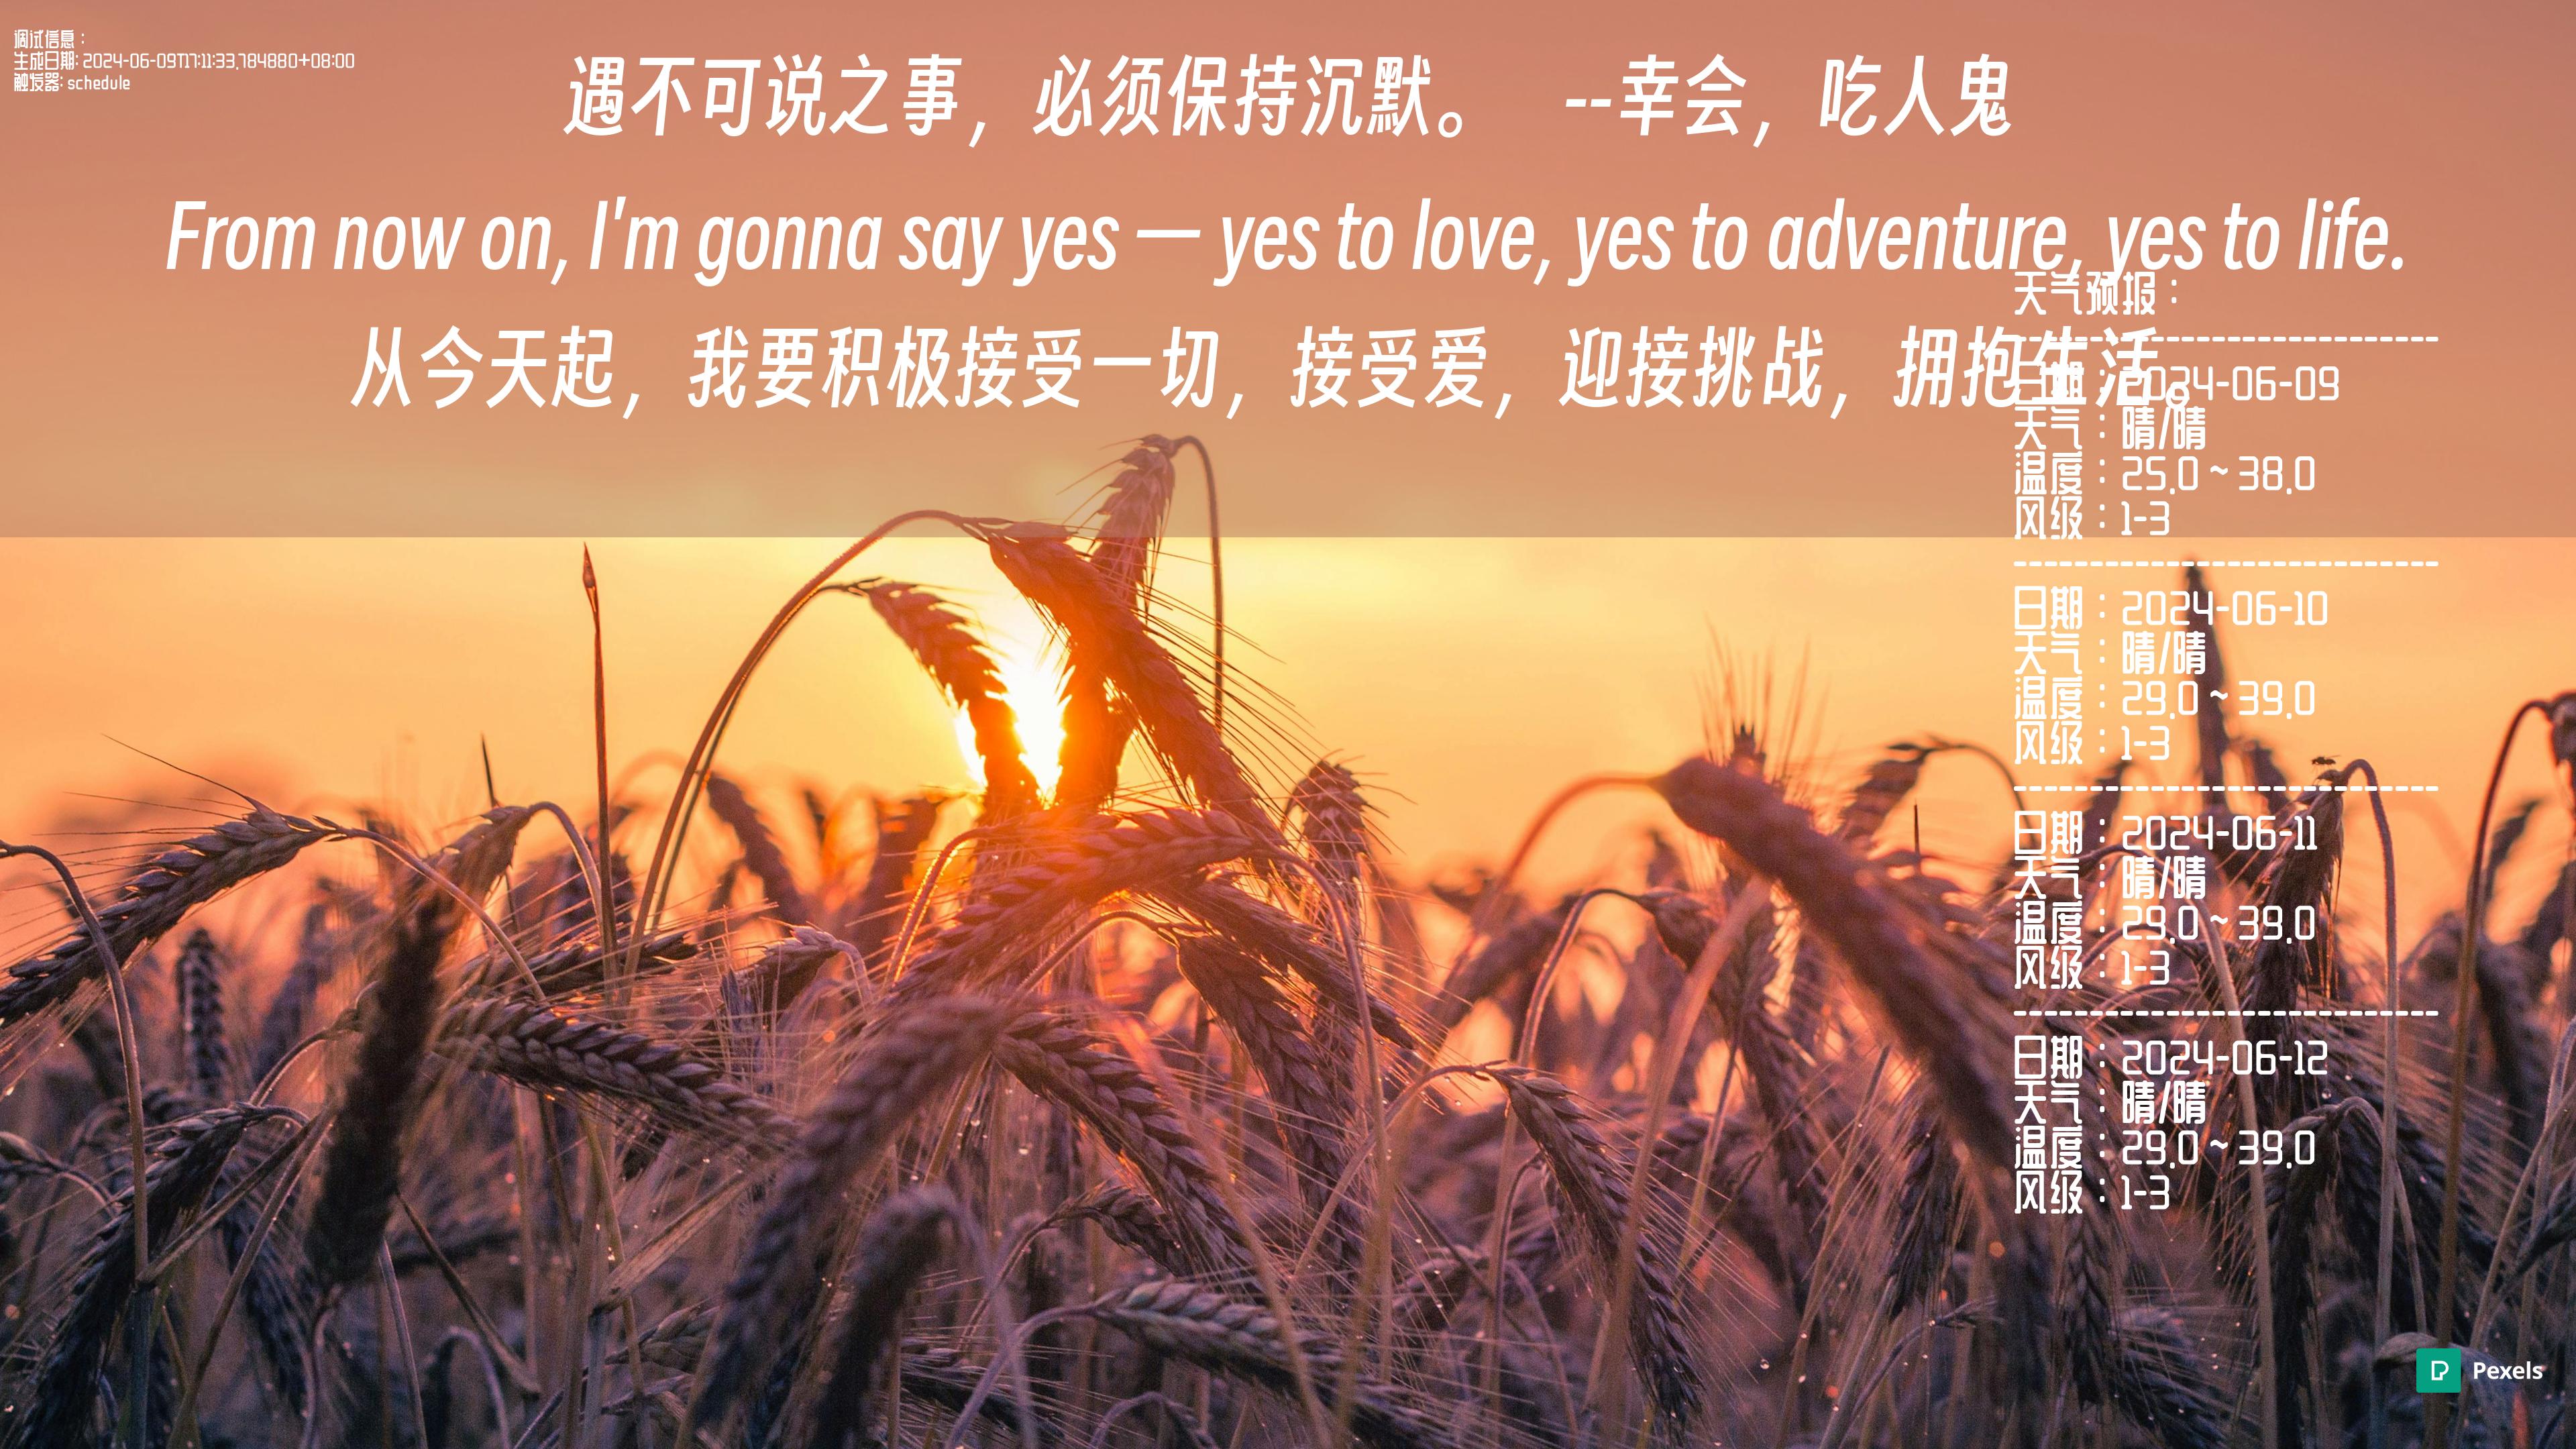 调试信息：
生成日期: 2024-06-09T17:11:33.784880+08:00
触发器: schedule
遇不可说之事，必须保持沉默。 --幸会，吃人鬼
From now on, I'm gonna say yes — yes to love, yes to adventure, yes to life.
从今天起，我要积极接受一切，接受爱，迎接挑战，拥抱生活。
天气预报：
------------------------------
日期：2024-06-09
天气：晴/晴
温度：25.0 ~ 38.0
风级：1-3
------------------------------
日期：2024-06-10
天气：晴/晴
温度：29.0 ~ 39.0
风级：1-3
------------------------------
日期：2024-06-11
天气：晴/晴
温度：29.0 ~ 39.0
风级：1-3
------------------------------
日期：2024-06-12
天气：晴/晴
温度：29.0 ~ 39.0
风级：1-3
Pexels